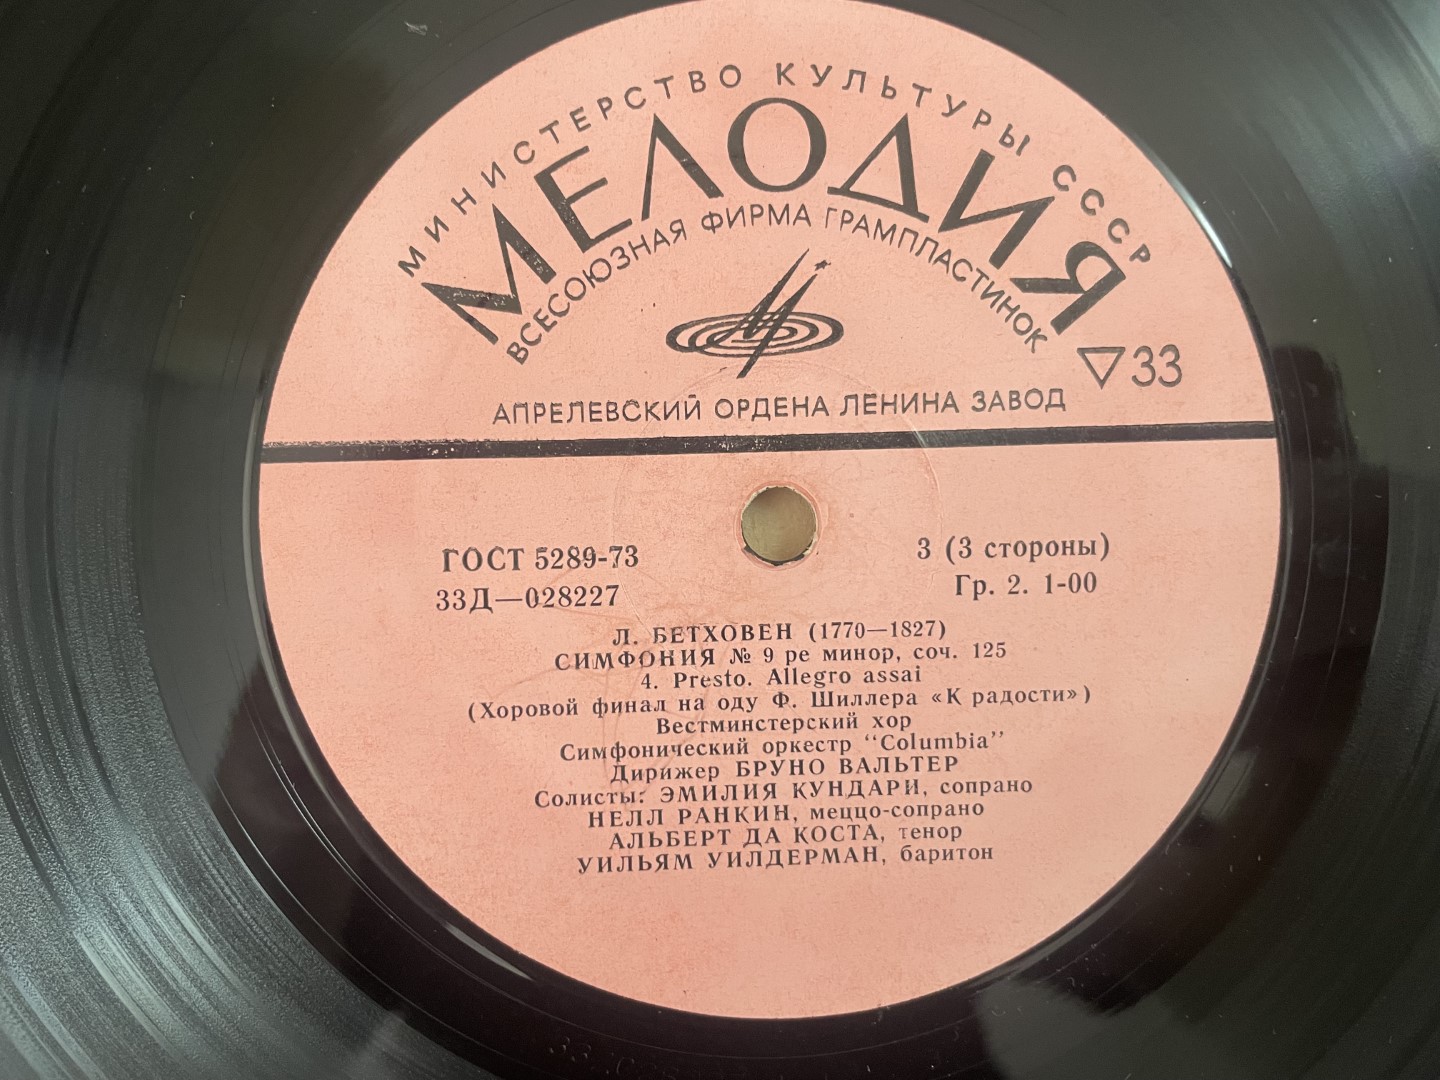 МИНИСТЕРСТВО КУЛЬТУРЫ СССР
МЕЛОДИЯ
ВСЕСОЮЗНАЯ ФИРМА ГРАМПЛАСТИНОК
33
АПРЕЛЕВСКИЙ ОРДЕНА ЛЕНИНА ЗАВОД
ГОСТ 5289-73
3 (3 стороны)
33Д—028227
Гр. 2. 1-00
Л. БЕТХОВЕН (1770—1827)
СИМФОНИЯ № 9 ре минор, соч. 125
4. Presto. Allegro assai
(Хоровой финал на оду Ф. Шиллера «К радости»)
Вестминстерский хор
Симфонический оркестр “Columbia”
Дирижер БРУНО ВАЛЬТЕР
Солисты: ЭМИЛИЯ КУНДАРИ, сопрано
НЕЛЛ РАНКИН, меццо-сопрано
АЛЬБЕРТ ДА КОСТА, тенор
УИЛЬЯМ УИЛДЕРМАН, баритон